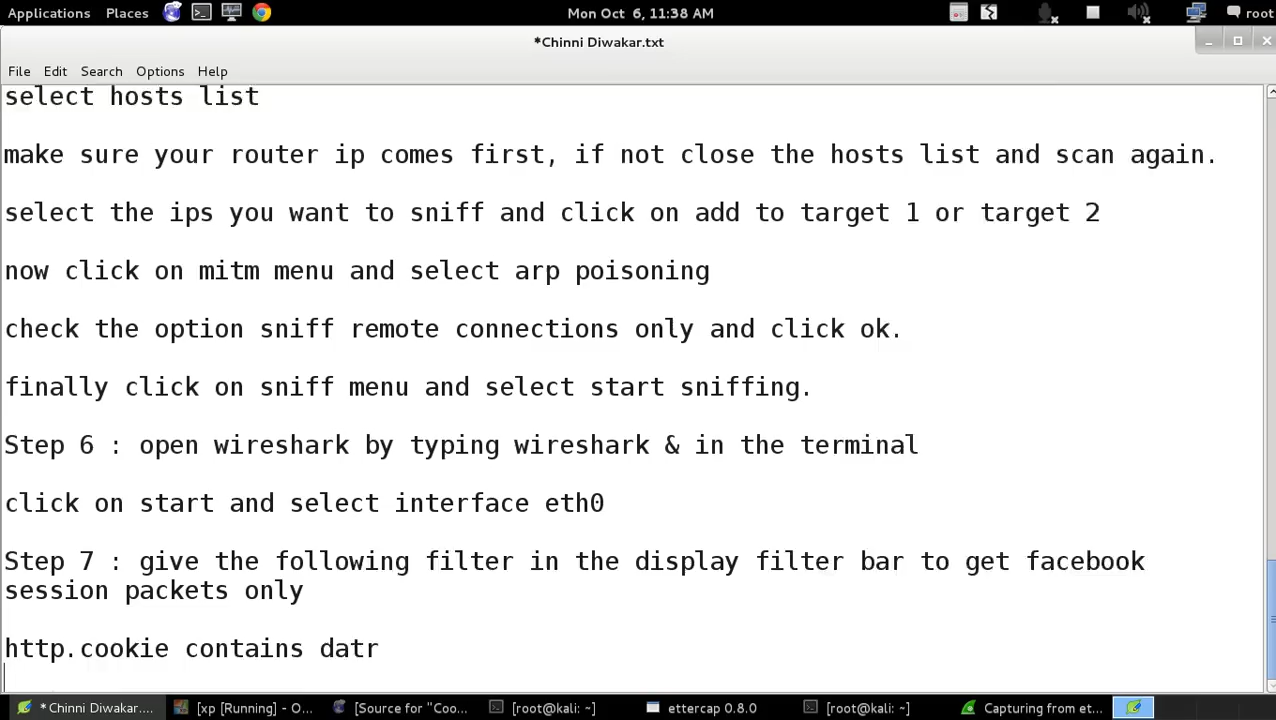 Applications Places Mon Oct 6, 11:38 AM root
*Chinni Diwakar.txt
File Edit Search Options Help
select hosts list
make sure your router ip comes first, if not close the hosts list and scan again.
select the ips you want to sniff and click on add to target 1 or target 2
now click on mitm menu and select arp poisoning
check the option sniff remote connections only and click ok.
finally click on sniff menu and select start sniffing.
Step 6 : open wireshark by typing wireshark & in the terminal
click on start and select interface eth0
Step 7 : give the following filter in the display filter bar to get facebook
session packets only
http.cookie contains datr
*Chinni Diwakar.... [xp [Running] - O... [Source for "Coo... [root@kali: ~] ettercap 0.8.0 [root@kali: ~] Capturing from et...